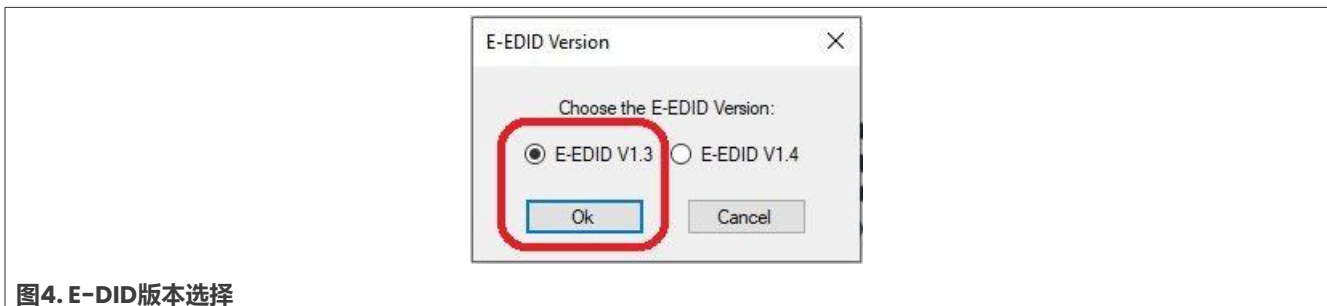 E-EDID Version
Choose the E-EDID Version:
E-EDID V1.3 E-EDID V1.4
Ok Cancel
图4. E-DID版本选择